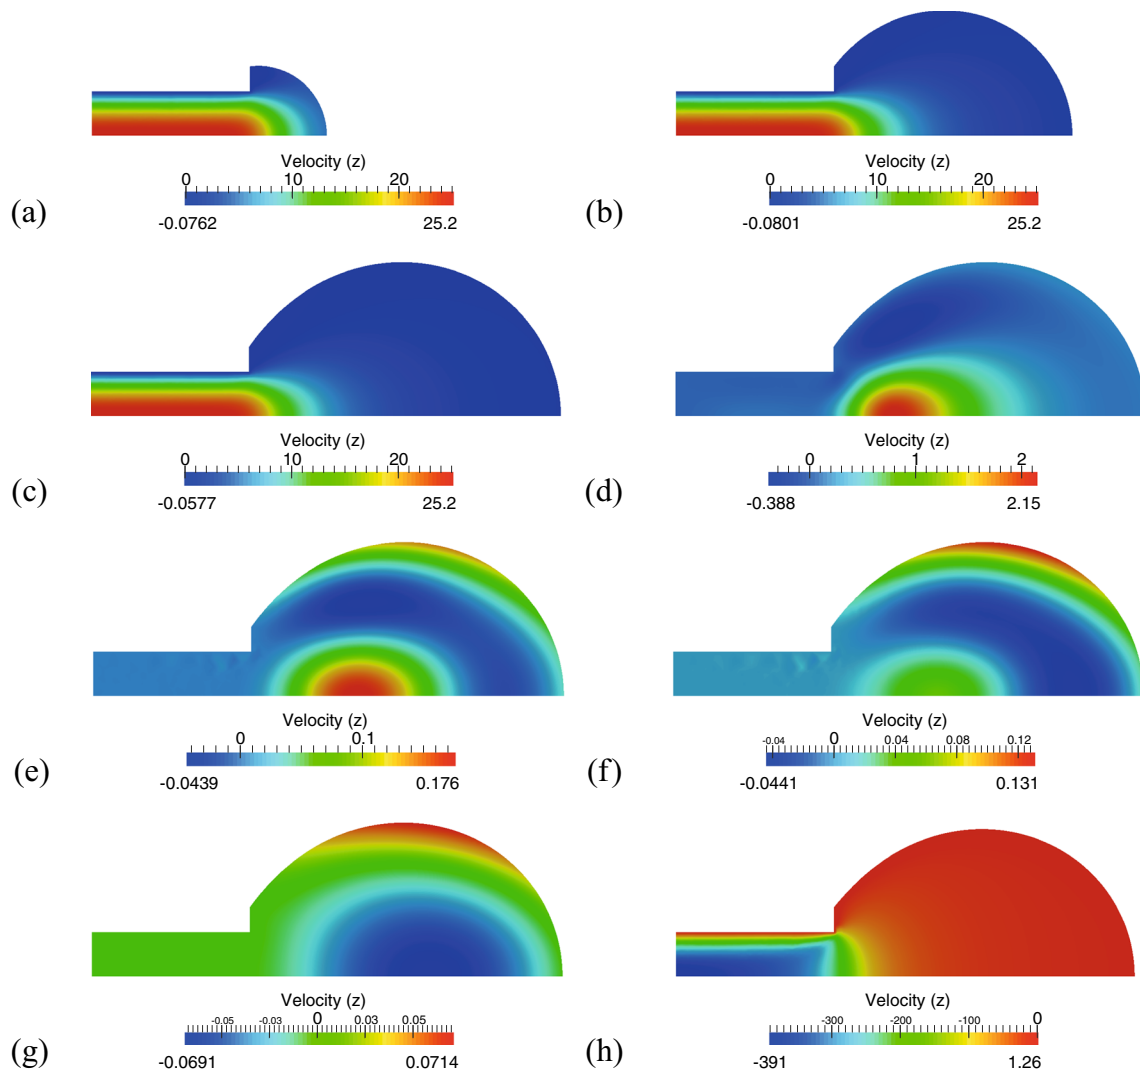 Velocity (z)
0 10 20
(a)
-0.0762 25.2
Velocity (z)
0 10 20
(b)
-0.0801 25.2
Velocity (z)
0 10 20
(c)
-0.0577 25.2
Velocity (z)
0 1 2
(d)
-0.388 2.15
Velocity (z)
0 0.1
(e)
-0.0439 0.176
Velocity (z)
-0.04 0 0.04 0.08 0.12
(f)
-0.0441 0.131
Velocity (z)
-0.05 -0.03 0 0.03 0.05
(g)
-0.0691 0.0714
Velocity (z)
-300 -200 -100 0
(h)
-391 1.26